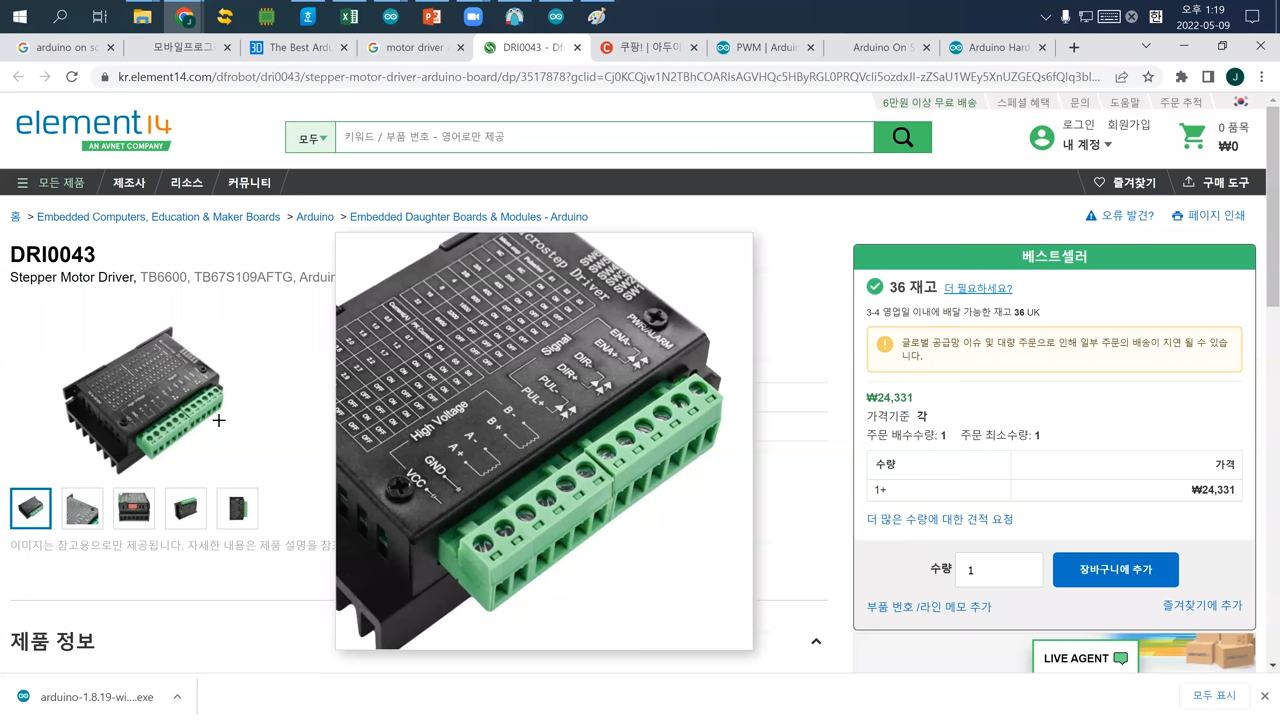 오후 1:19
2022-05-09
한
arduino on sc
모바일프로그
The Best Ardu
motor driver
DRI0043 - Dfr
쿠팡! | 아두이
PWM | Arduin
Arduino On S
Arduino Hard
kr.element14.com/dfrobot/dri0043/stepper-motor-driver-arduino-board/dp/3517878?gclid=Cj0KCQjw1N2TBhCOARIsAGVHQc5HByRGL0PRQVcIi5ozdxJI-zZSaU1WEy5XnUZGEQs6fQIq3bl...
J
6만원 이상 무료 배송
스페셜 혜택
문의
도움말
주문 추적
element14
AN AVNET COMPANY
모두
키워드 / 부품 번호 - 영어로만 제공
로그인
회원가입
내 계정
0 품목
₩0
모든 제품
제조사
리소스
커뮤니티
즐겨찾기
구매 도구
홈 > Embedded Computers, Education & Maker Boards > Arduino > Embedded Daughter Boards & Modules - Arduino
오류 발견?
페이지 인쇄
DRI0043
Stepper Motor Driver, TB6600, TB67S109AFTG, Arduin
Microstep Driver
PWR/ALARM
ENA-
ENA+
Signal
DIR-
DIR+
PUL-
PUL+
High Voltage
B-
B+
A-
A+
GND
VCC
이미지는 참고용으로만 제공됩니다. 자세한 내용은 제품 설명을 참
제품 정보
베스트셀러
36 재고 더 필요하세요?
3-4 영업일 이내에 배달 가능한 재고 36 UK
글로벌 공급망 이슈 및 대량 주문으로 인해 일부 주문의 배송이 지연 될 수 있습
니다.
₩24,331
가격기준 각
주문 배수수량: 1 주문 최소수량: 1
수량 가격
1+ ₩24,331
더 많은 수량에 대한 견적 요청
수량
1
장바구니에 추가
부품 번호 /라인 메모 추가
즐겨찾기에 추가
LIVE AGENT
arduino-1.8.19-wi....exe
모두 표시